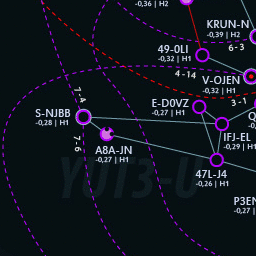 -0,36 | H2
KRUN-N
-0,39 | H2
6-3
49-0LI
-0,32 | H1
4-14
V-OJEN
-0,32 | H1
7-4
S-NJBB
-0,28 | H1
E-D0VZ
-0,27 | H1
3-1
7-6
A8A-JN
-0,27 | H1
IFJ-EL
-0,29 | H1
47L-J4
-0,26 | H1
YUT3-U
P3EN
-0,27